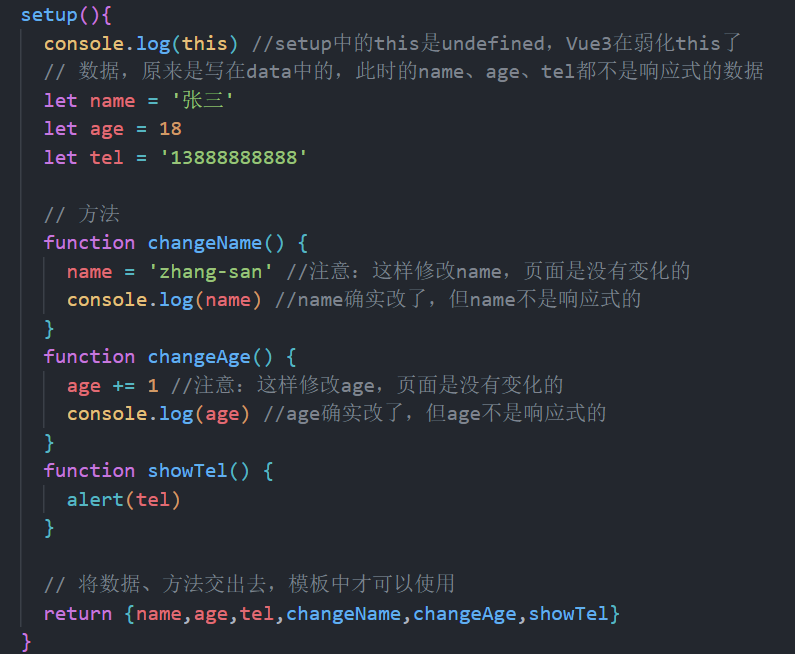 setup(){
console.log(this) //setup中的this是undefined，Vue3在弱化this了
// 数据，原来是写在data中的，此时的name、age、tel都不是响应式的数据
let name = '张三'
let age = 18
let tel = '13888888888'
// 方法
function changeName() {
name = 'zhang-san' //注意：这样修改name，页面是没有变化的
console.log(name) //name确实改了，但name不是响应式的
}
function changeAge() {
age += 1 //注意：这样修改age，页面是没有变化的
console.log(age) //age确实改了，但age不是响应式的
}
function showTel() {
alert(tel)
}
// 将数据、方法交出去，模板中才可以使用
return {name,age,tel,changeName,changeAge,showTel}
}